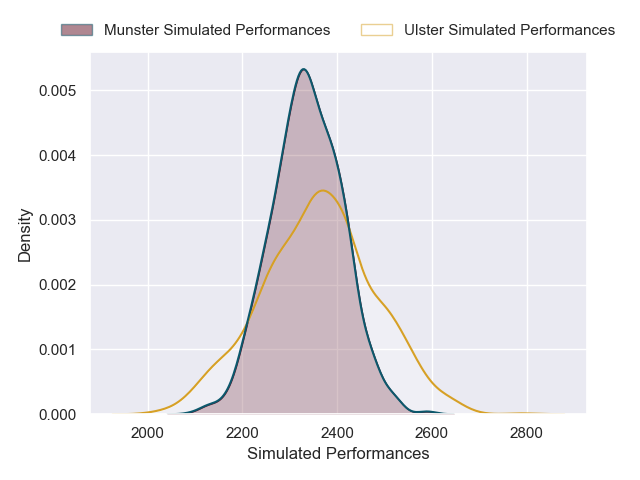 Munster Simulated Performances
Ulster Simulated Performances
0.005
0.004
0.003
0.002
0.001
0.000
Density
2000
2200
2400
2600
2800
Simulated Performances